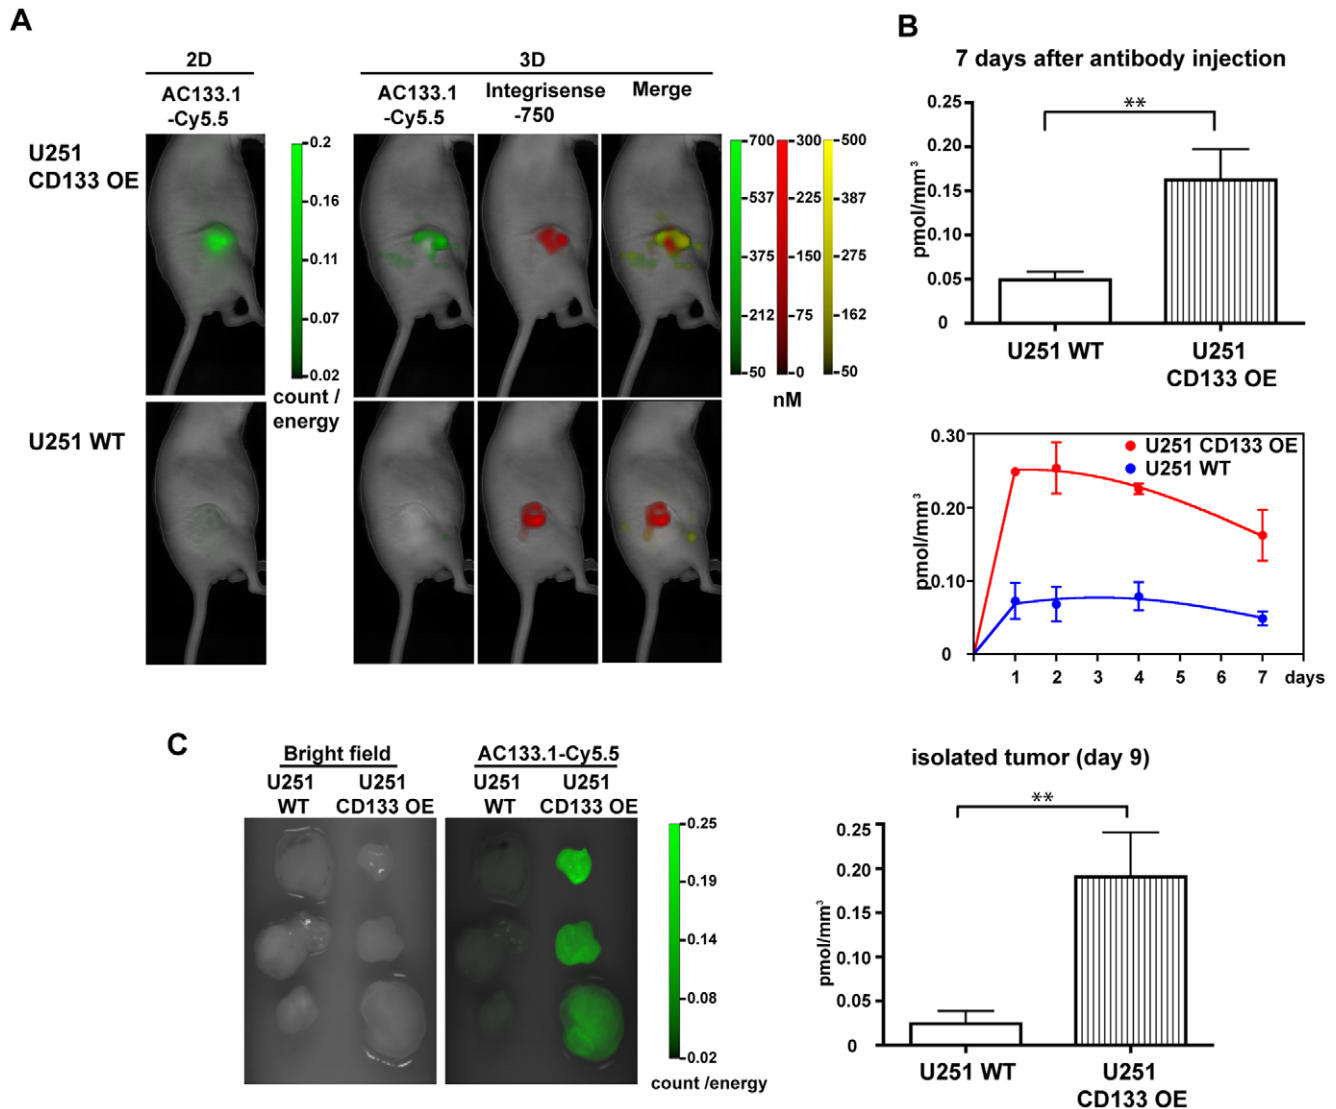 A
2D
3D
AC133.1
-Cy5.5
AC133.1
-Cy5.5
Integrisense
-750
Merge
U251
CD133 OE
U251 WT
-0.2
-0.16
-0.11
-0.07
-0.02
count /
energy
-700
-537
-375
-212
-50
-300
-225
-150
-75
-0
-500
-387
-275
-162
-50
nM
B
7 days after antibody injection
**
0.25
0.20
0.15
0.10
0.05
0
pmol/mm³
U251 WT
U251
CD133 OE
0.30
0.20
0.10
0
pmol/mm³
U251 CD133 OE
U251 WT
1 2 3 4 5 6 7 days
C
Bright field
AC133.1-Cy5.5
U251
WT
U251
CD133 OE
U251
WT
U251
CD133 OE
-0.25
-0.19
-0.14
-0.08
-0.02
count /energy
isolated tumor (day 9)
**
0.25
0.20
0.15
0.10
0.05
0
pmol/mm³
U251 WT
U251
CD133 OE